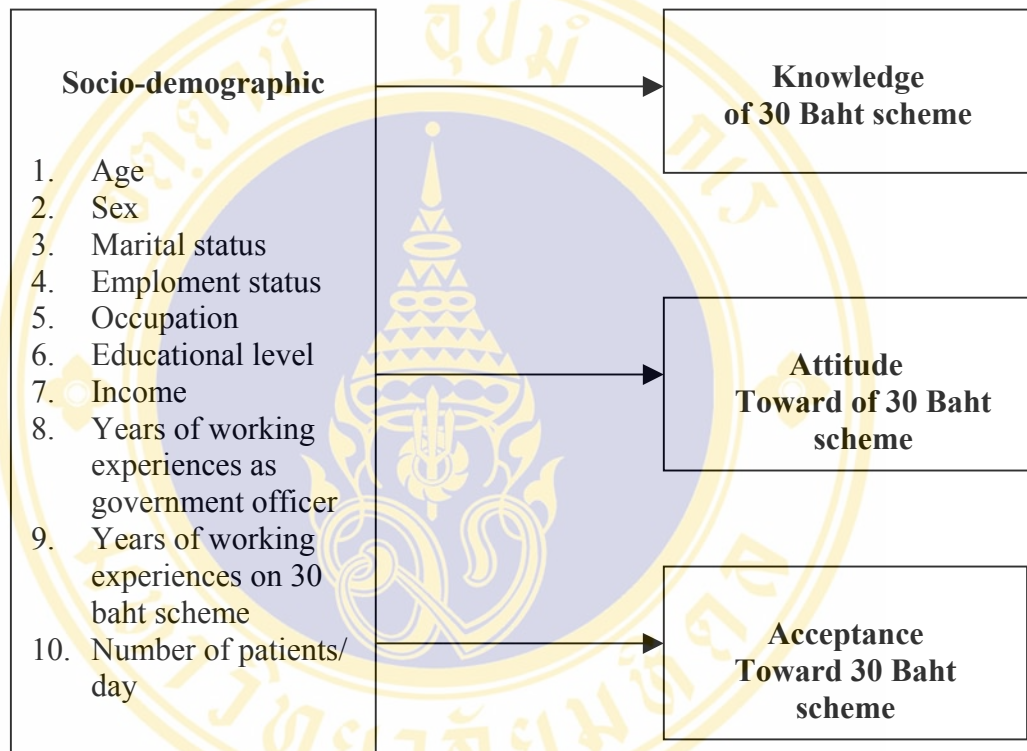 Socio-demographic
1. Age
2. Sex
3. Marital status
4. Emploment status
5. Occupation
6. Educational level
7. Income
8. Years of working
experiences as
government officer
9. Years of working
experiences on 30
baht scheme
10. Number of patients/
day
Knowledge
of 30 Baht scheme
Attitude
Toward of 30 Baht
scheme
Acceptance
Toward 30 Baht
scheme